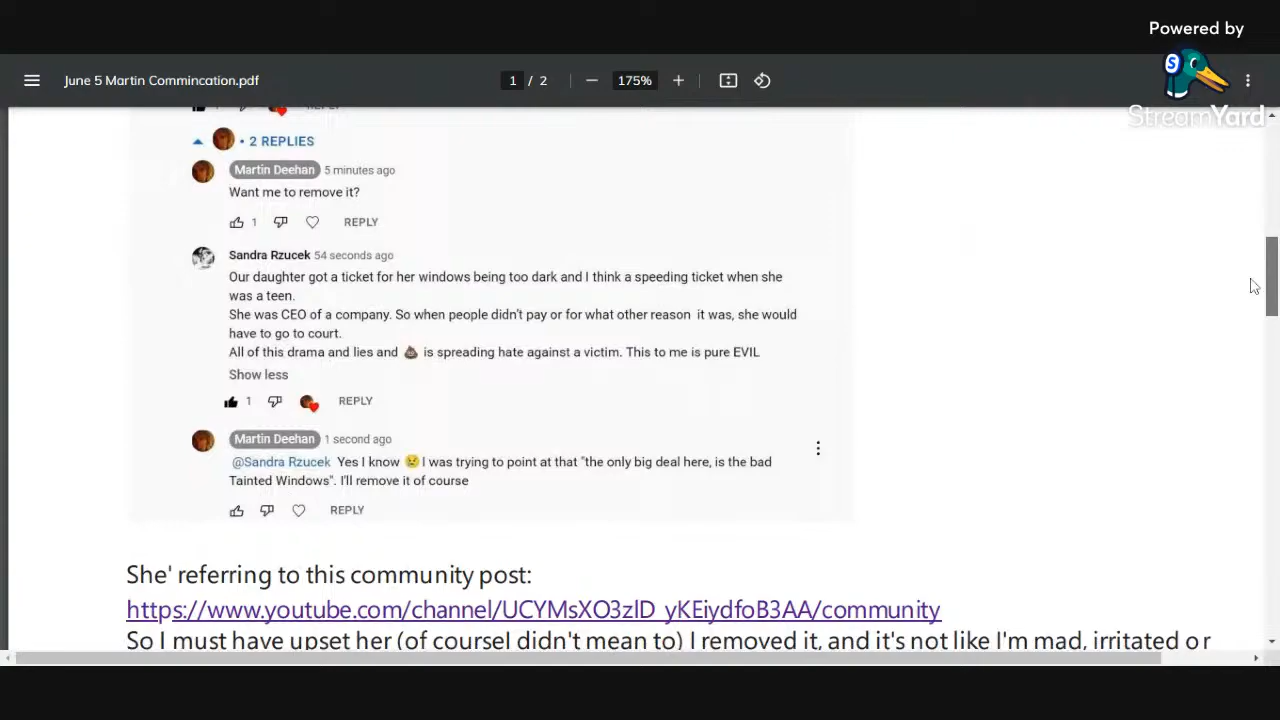 Powered by
StreamYard
June 5 Martin Commincation.pdf
1 / 2
175%
REPLY
• 2 REPLIES
Martin Deehan 5 minutes ago
Want me to remove it?
1 REPLY
Sandra Rzucek 54 seconds ago
Our daughter got a ticket for her windows being too dark and I think a speeding ticket when she
was a teen.
She was CEO of a company. So when people didn't pay or for what other reason it was, she would
have to go to court.
All of this drama and lies and 💩 is spreading hate against a victim. This to me is pure EVIL
Show less
1 REPLY
Martin Deehan 1 second ago
@Sandra Rzucek Yes I know 😢 I was trying to point at that "the only big deal here, is the bad
Tainted Windows". I'll remove it of course
REPLY
She' referring to this community post:
https://www.youtube.com/channel/UCYMsXO3zlD_yKEiydfoB3AA/community
So I must have upset her (of courseI didn't mean to) I removed it, and it's not like I'm mad, irritated or